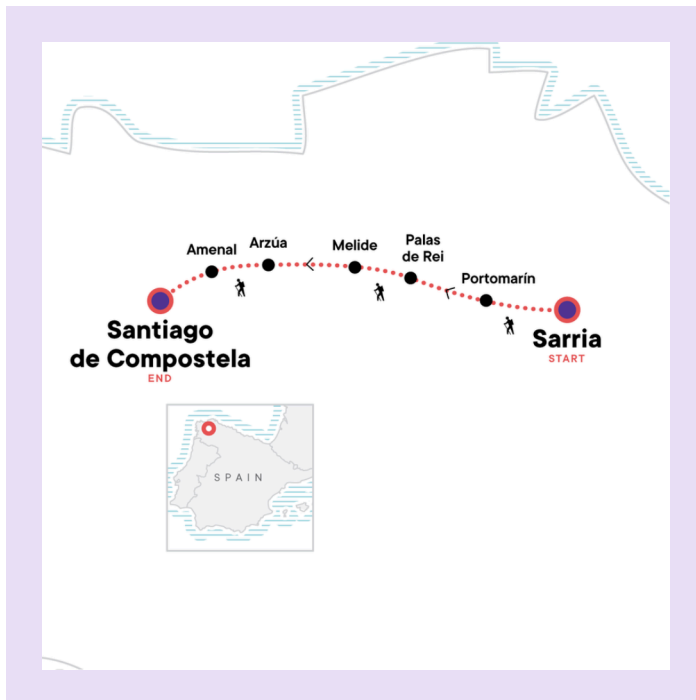 Amenal
Arzúa
Melide
Palas
de Rei
Portomarín
Santiago
de Compostela
END
Sarria
START
SPAIN